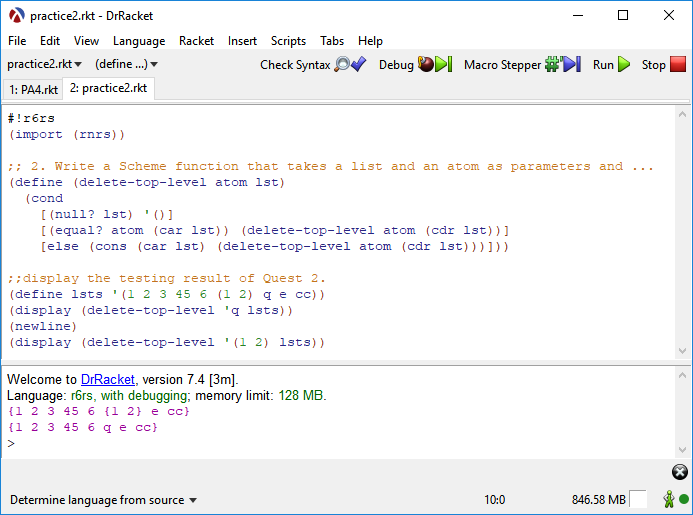 practice2.rkt - DrRacket
File Edit View Language Racket Insert Scripts Tabs Help
practice2.rkt (define ...) Check Syntax Debug Macro Stepper Run Stop
1: PA4.rkt 2: practice2.rkt
#!r6rs
(import (rnrs))
;; 2. Write a Scheme function that takes a list and an atom as parameters and ...
(define (delete-top-level atom lst)
(cond
[(null? lst) '()]
[(equal? atom (car lst)) (delete-top-level atom (cdr lst))]
[else (cons (car lst) (delete-top-level atom (cdr lst)))]))
;;display the testing result of Quest 2.
(define lsts '(1 2 3 45 6 (1 2) q e cc))
(display (delete-top-level 'q lsts))
(newline)
(display (delete-top-level '(1 2) lsts))
Welcome to DrRacket, version 7.4 [3m].
Language: r6rs, with debugging; memory limit: 128 MB.
{1 2 3 45 6 {1 2} e cc}
{1 2 3 45 6 q e cc}
>
Determine language from source 10:0 846.58 MB